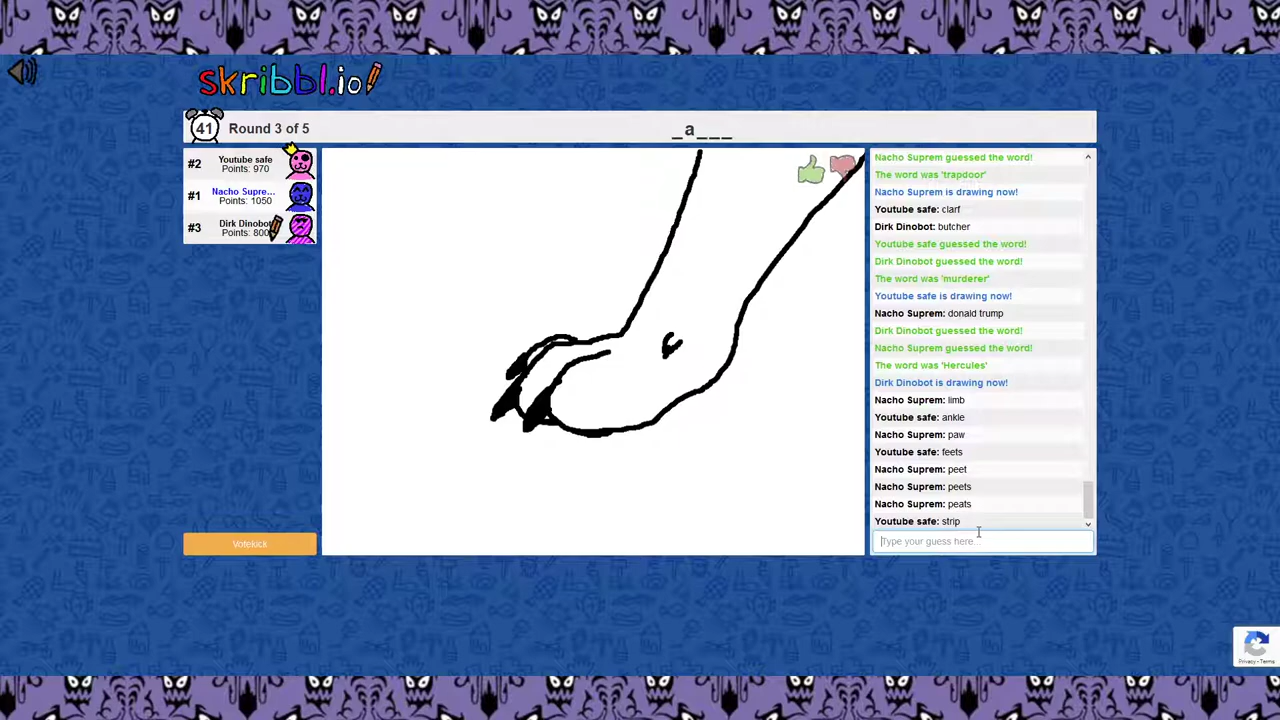 skribbl.io
41
Round 3 of 5
_a___
#2
Youtube safe
Points: 970
#1
Nacho Supre...
Points: 1050
#3
Dirk Dinobot
Points: 800
Votekick
Nacho Suprem guessed the word!
The word was 'trapdoor'
Nacho Suprem is drawing now!
Youtube safe: clarf
Dirk Dinobot: butcher
Youtube safe guessed the word!
Dirk Dinobot guessed the word!
The word was 'murderer'
Youtube safe is drawing now!
Nacho Suprem: donald trump
Dirk Dinobot guessed the word!
Nacho Suprem guessed the word!
The word was 'Hercules'
Dirk Dinobot is drawing now!
Nacho Suprem: limb
Youtube safe: ankle
Nacho Suprem: paw
Youtube safe: feets
Nacho Suprem: peet
Nacho Suprem: peets
Nacho Suprem: peats
Youtube safe: strip
Type your guess here...
Privacy - Terms